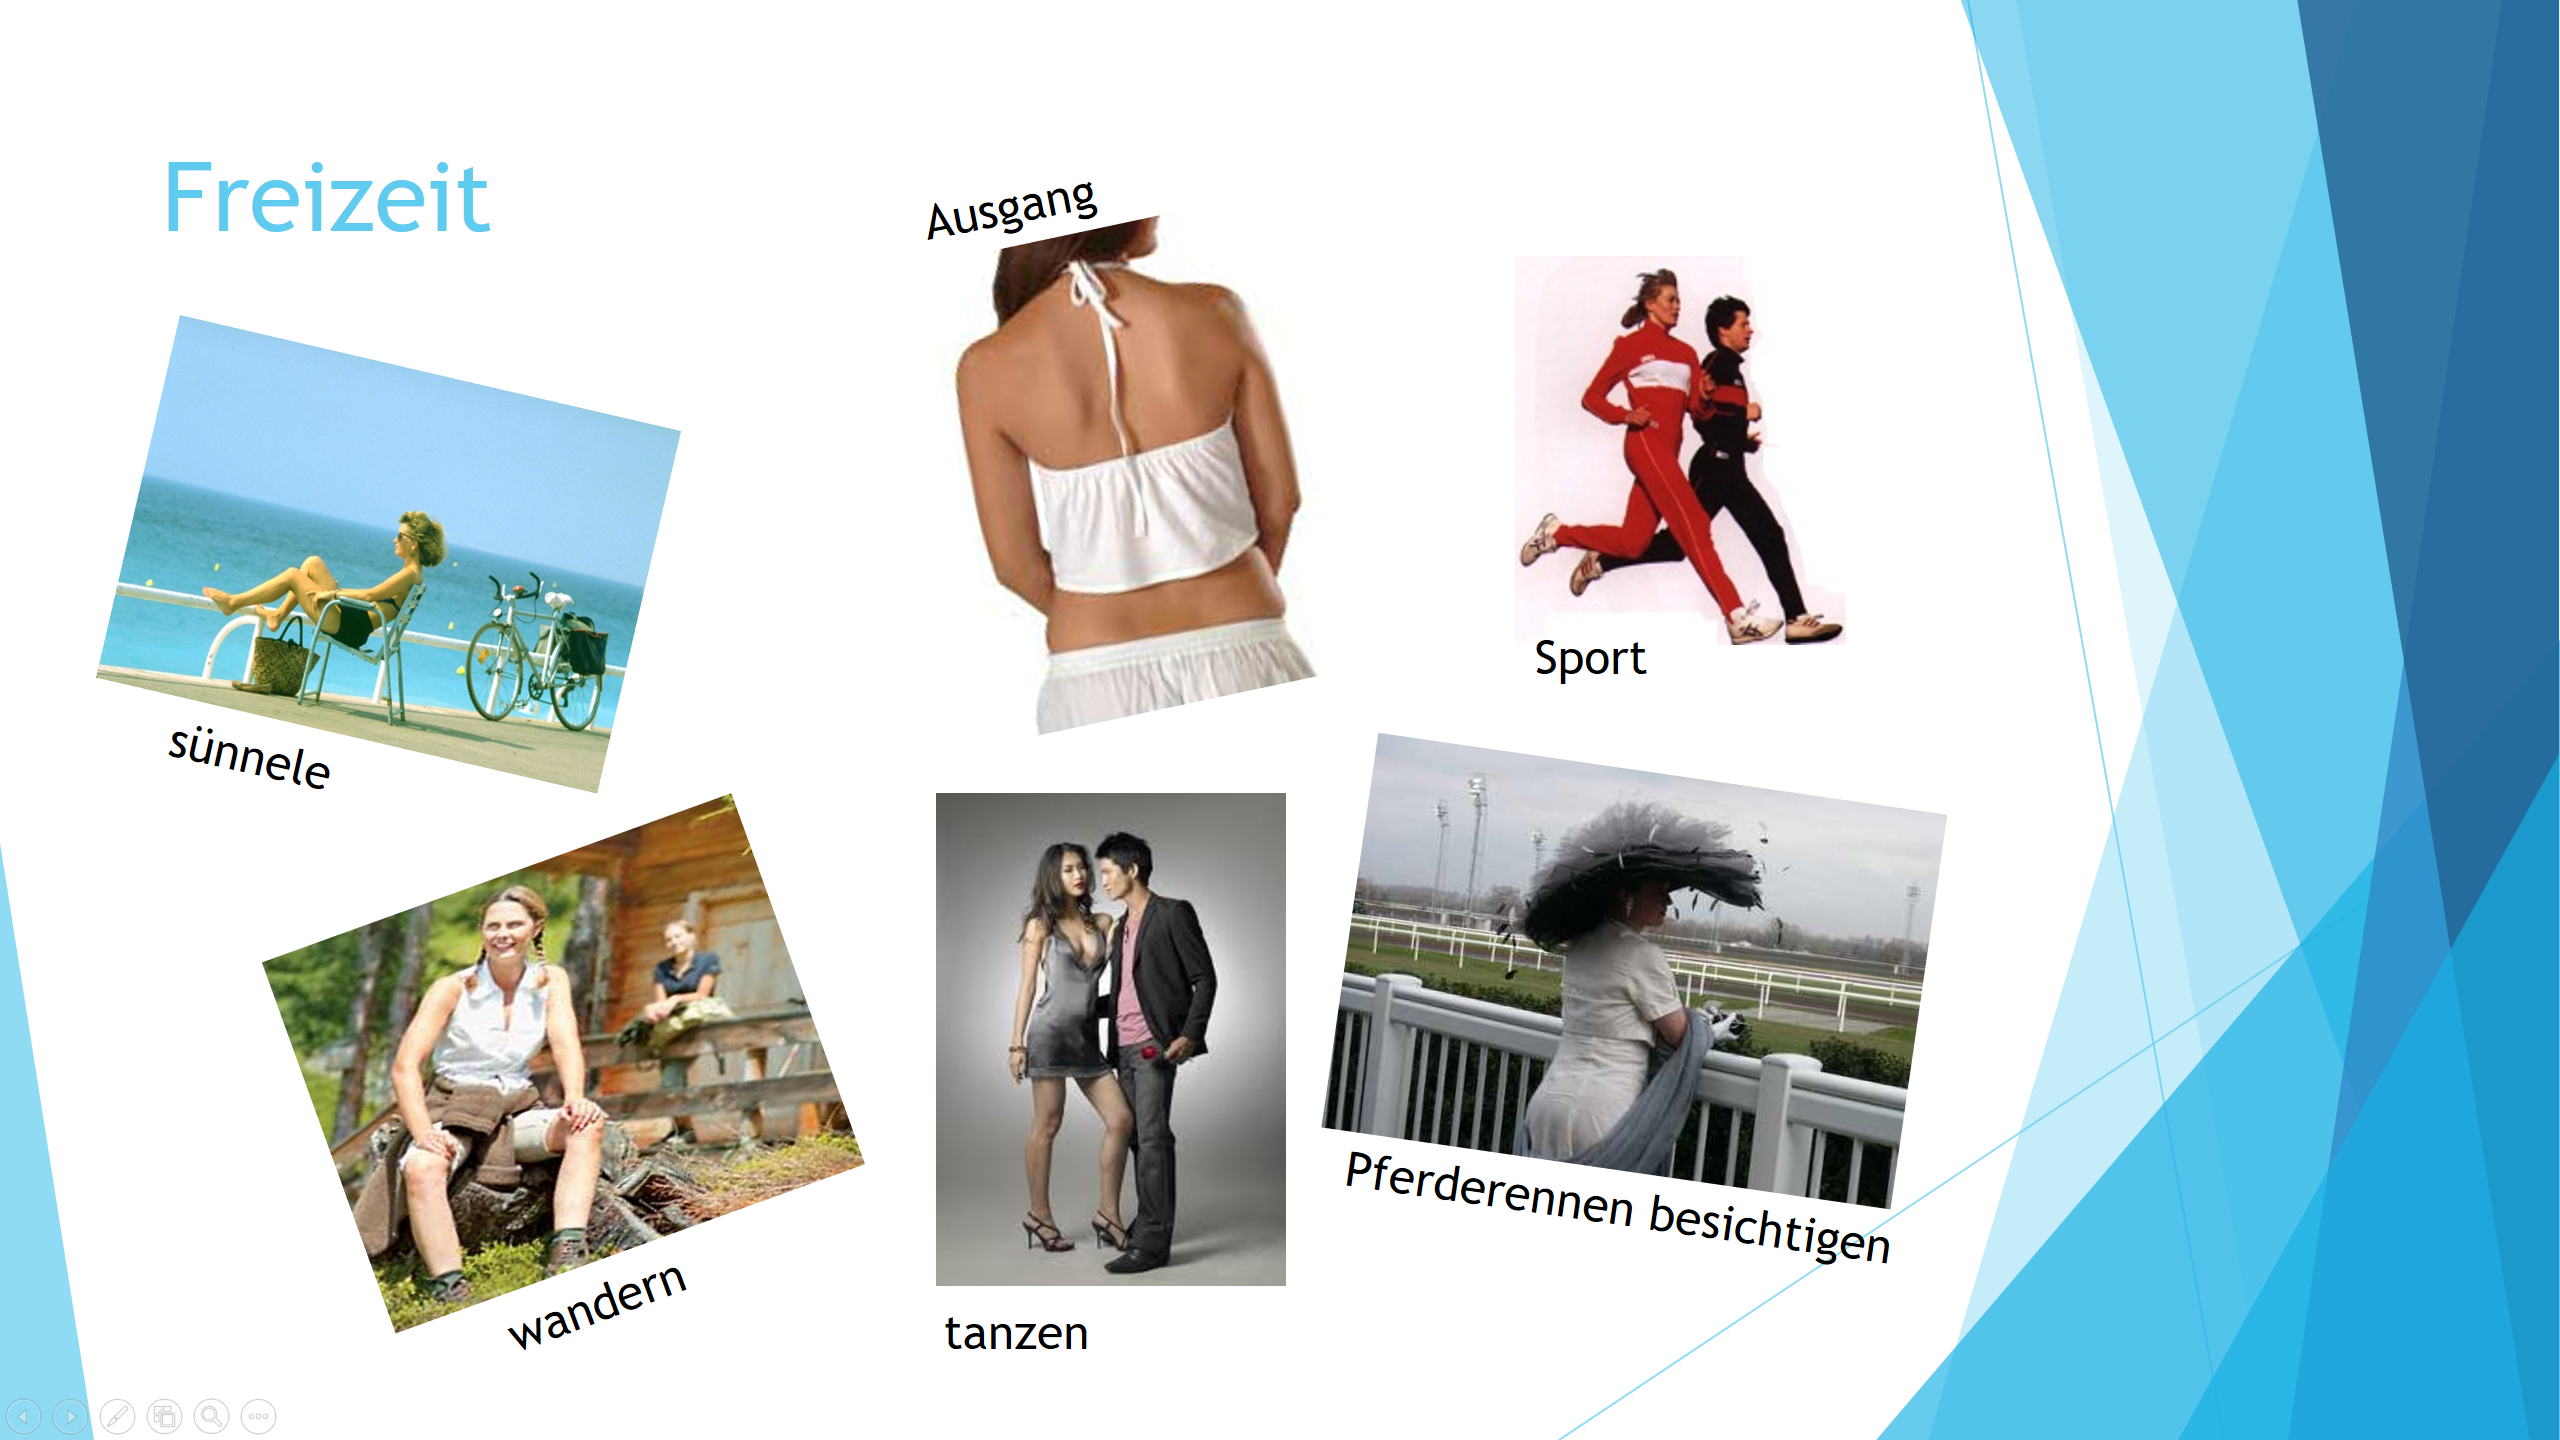 Freizeit
Ausgang
Sport
sünnele
Pferderennen besichtigen
wandern
tanzen